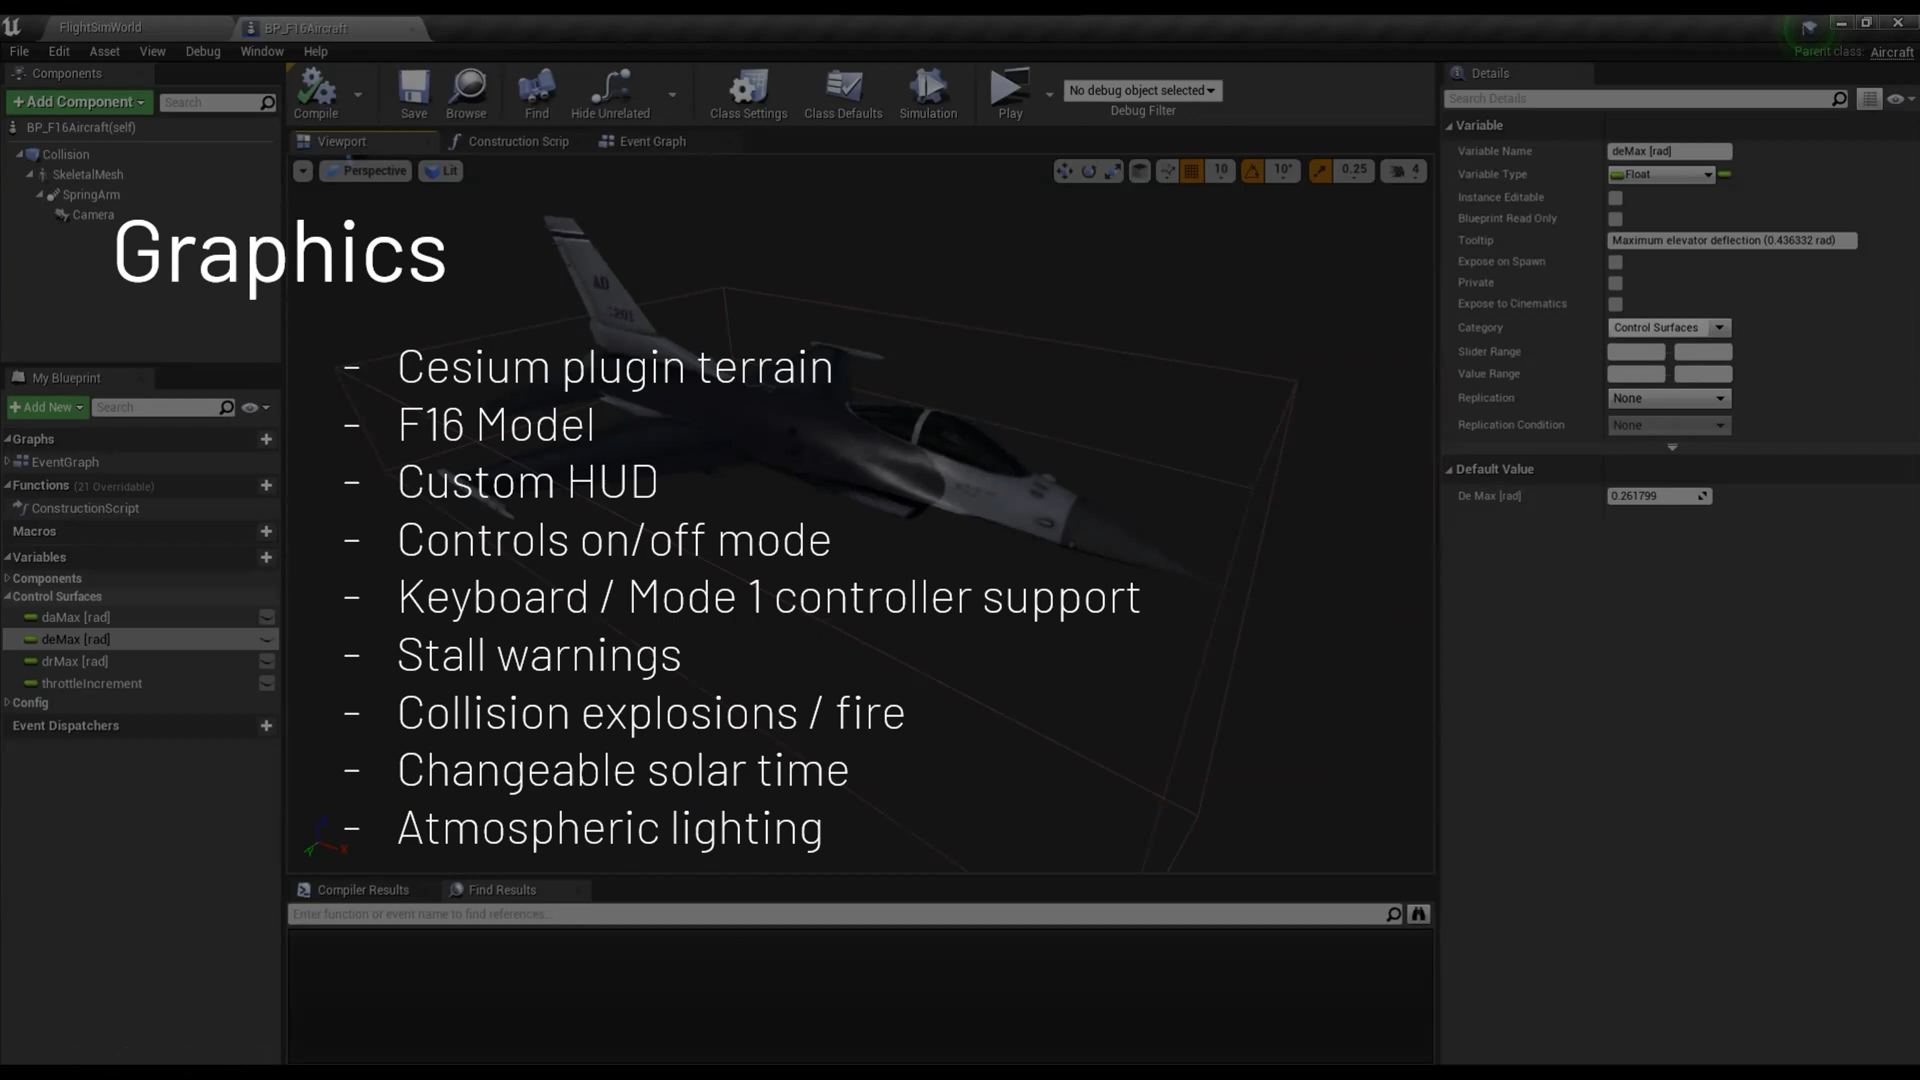 FlightSimWorld
BP_F16Aircraft
File Edit Asset View Debug Window Help
Parent class: Aircraft
Components
+Add Component
Search
BP_F16Aircraft(self)
Collision
SkeletalMesh
SpringArm
Camera
Compile
Save
Browse
Find
Hide Unrelated
Class Settings
Class Defaults
Simulation
Play
No debug object selected
Debug Filter
Viewport
Construction Scrip
Event Graph
Perspective
Lit
10
10°
0.25
4
AD
201
Graphics
- Cesium plugin terrain
- F16 Model
- Custom HUD
- Controls on/off mode
- Keyboard / Mode 1 controller support
- Stall warnings
- Collision explosions / fire
- Changeable solar time
- Atmospheric lighting
My Blueprint
+Add New
Search
Graphs
EventGraph
Functions (21 Overridable)
ConstructionScript
Macros
Variables
Components
Control Surfaces
daMax [rad]
deMax [rad]
drMax [rad]
throttleIncrement
Config
Event Dispatchers
Compiler Results
Find Results
Enter function or event name to find references...
Details
Search Details
Variable
Variable Name deMax [rad]
Variable Type Float
Instance Editable
Blueprint Read Only
Tooltip Maximum elevator deflection (0.436332 rad)
Expose on Spawn
Private
Expose to Cinematics
Category Control Surfaces
Slider Range
Value Range
Replication None
Replication Condition None
Default Value
De Max [rad] 0.261799